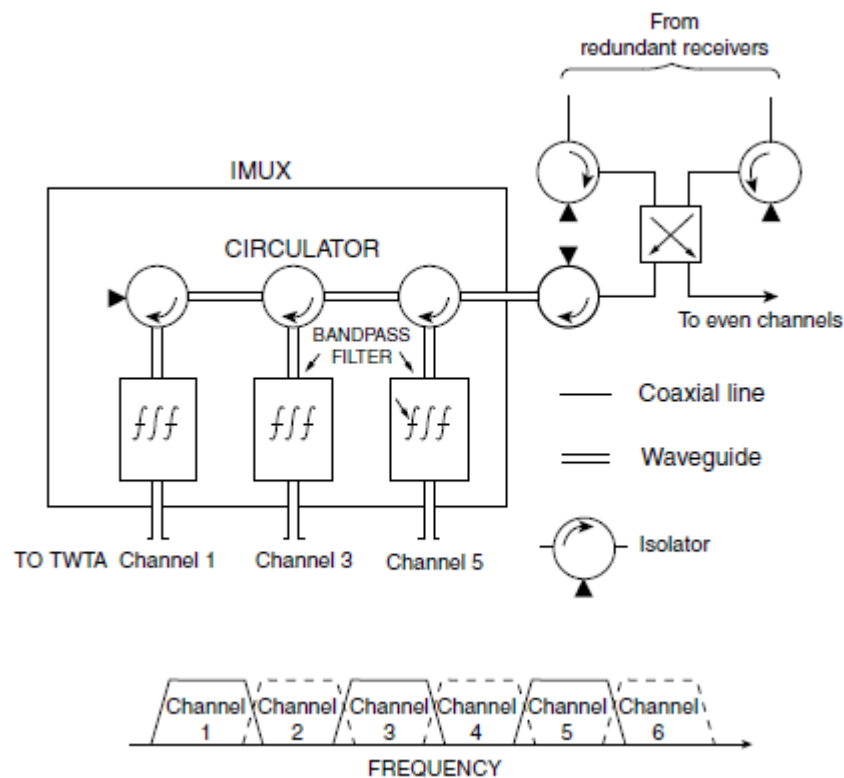 From
redundant receivers
IMUX
CIRCULATOR
BANDPASS
FILTER
To even channels
Coaxial line
Waveguide
Isolator
TO TWTA Channel 1 Channel 3 Channel 5
Channel 1
Channel 2
Channel 3
Channel 4
Channel 5
Channel 6
FREQUENCY